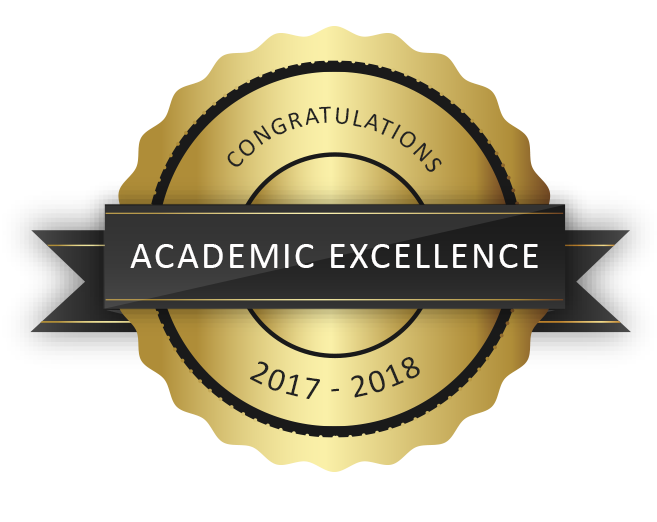 CONGRATULATIONS
ACADEMIC EXCELLENCE
2017 - 2018